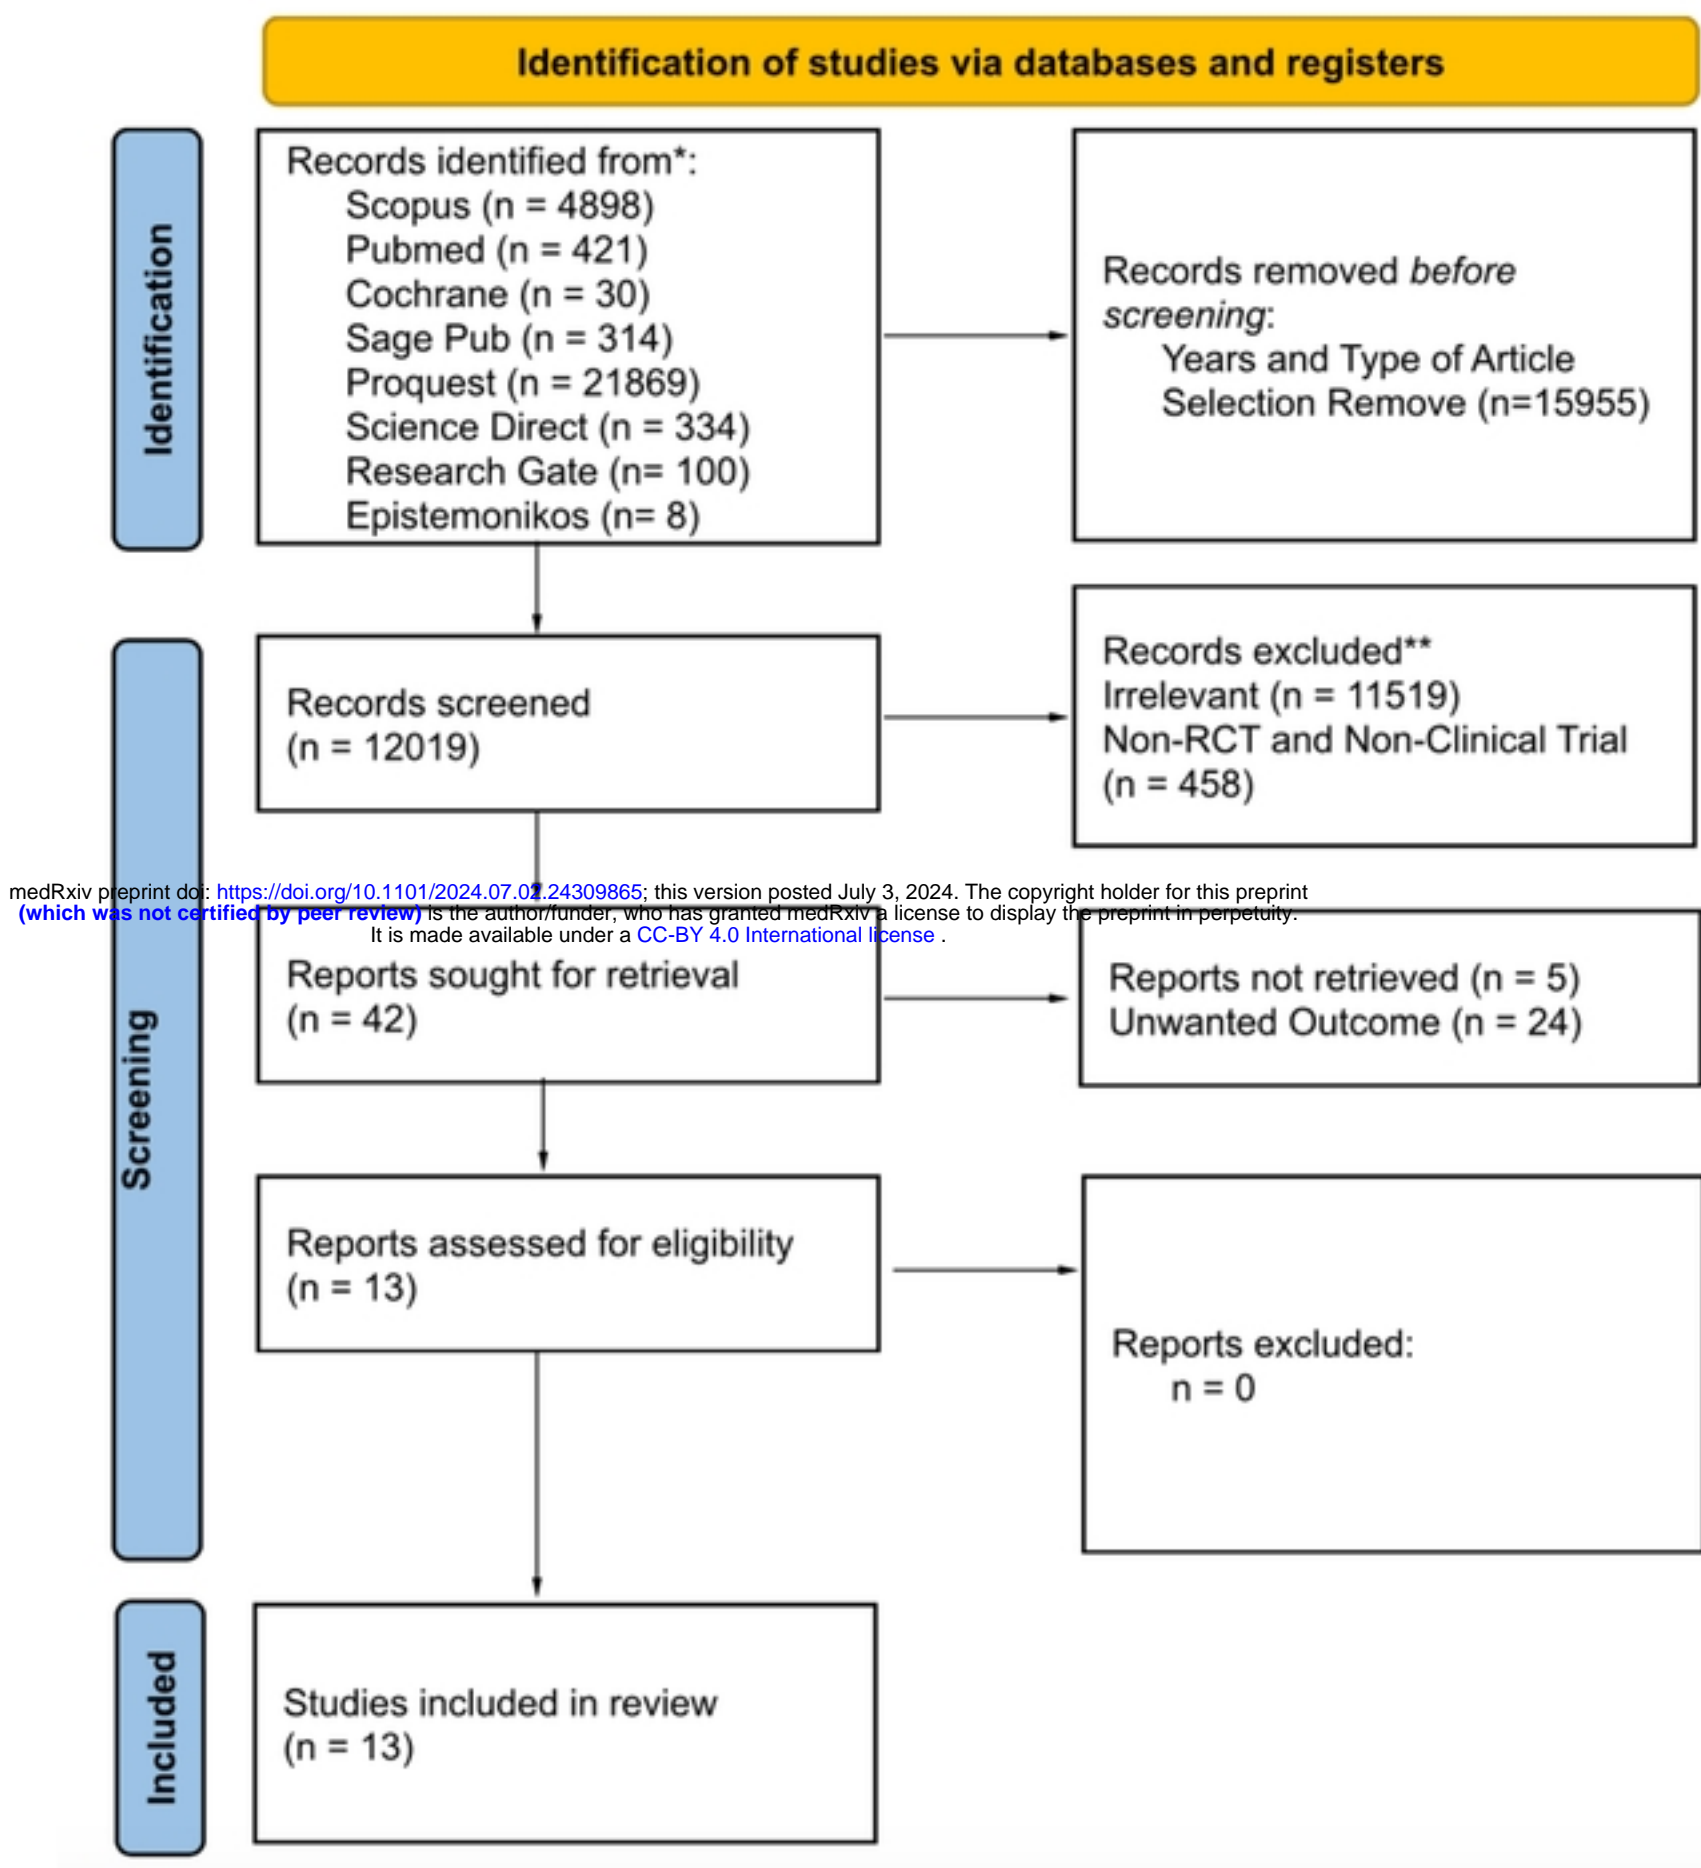 Identification of studies via databases and registers
Identification
Records identified from*:
Scopus (n = 4898)
Pubmed (n = 421)
Cochrane (n = 30)
Sage Pub (n = 314)
Proquest (n = 21869)
Science Direct (n = 334)
Research Gate (n= 100)
Epistemonikos (n= 8)
Records removed before
screening:
Years and Type of Article
Selection Remove (n=15955)
Screening
Records screened
(n = 12019)
Records excluded**
Irrelevant (n = 11519)
Non-RCT and Non-Clinical Trial
(n = 458)
medRxiv preprint doi: https://doi.org/10.1101/2024.07.02.24309865; this version posted July 3, 2024. The copyright holder for this preprint
(which was not certified by peer review) is the author/funder, who has granted medRxiv a license to display the preprint in perpetuity.
It is made available under a CC-BY 4.0 International license .
Reports sought for retrieval
(n = 42)
Reports not retrieved (n = 5)
Unwanted Outcome (n = 24)
Reports assessed for eligibility
(n = 13)
Reports excluded:
n = 0
Included
Studies included in review
(n = 13)